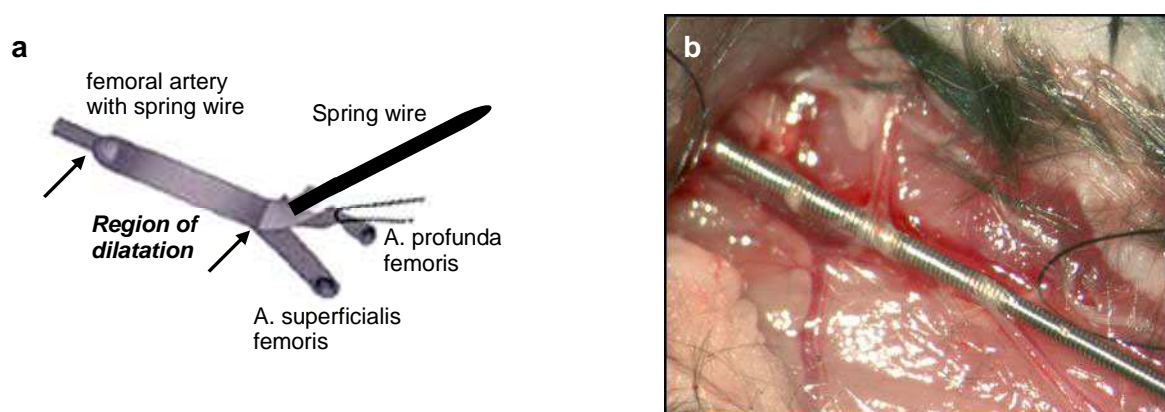 a
femoral artery
with spring wire
Spring wire
Region of
dilatation
A. profunda
femoris
A. superficialis
femoris
b